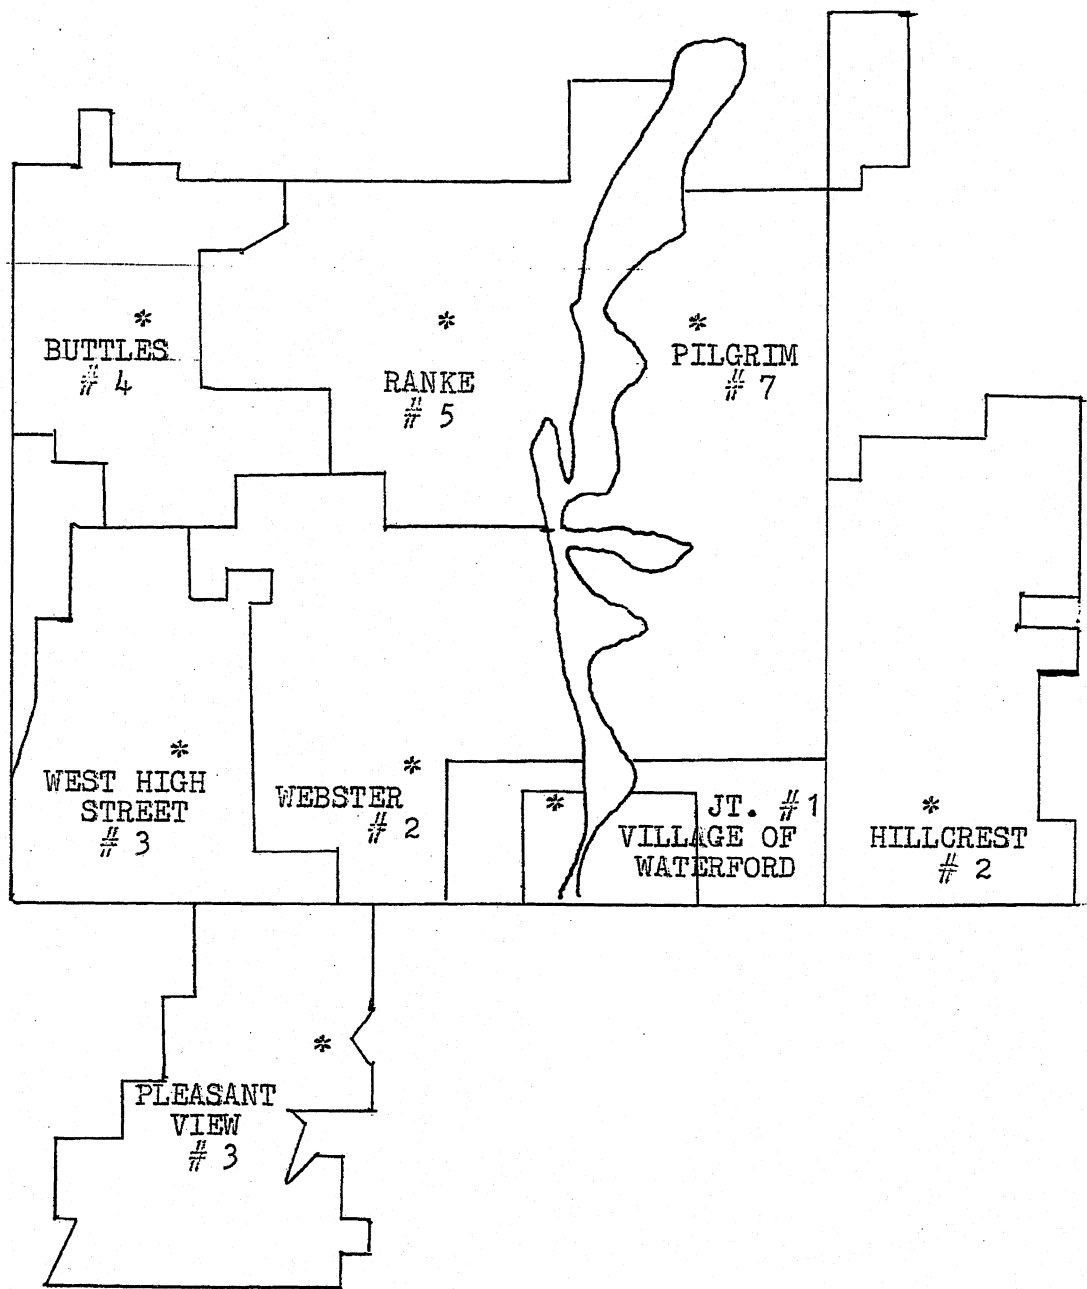 *
BUTTLES
# 4
*
RANKE
# 5
*
PILGRIM
# 7
*
WEST HIGH
STREET
# 3
*
WEBSTER
# 2
*
JT. #1
VILLAGE OF
WATERFORD
*
HILLCREST
# 2
*
PLEASANT
VIEW
# 3